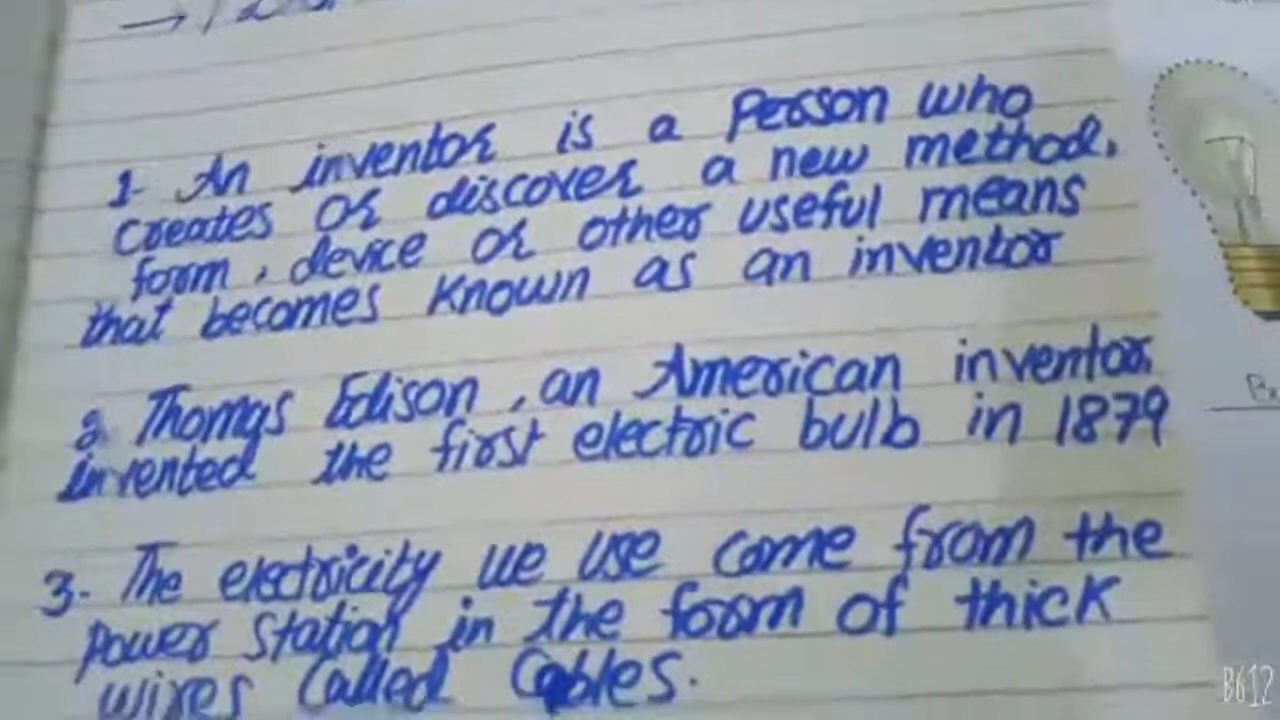 1- An inventor is a Person who
creates or discover a new method,
form, device or other useful means
that becomes known as an inventor
2. Thomas Edison, an American inventor
invented the first electric bulb in 1879
3- The electricity we use come from the
power Station in the form of thick
wires Called Cables.
B612